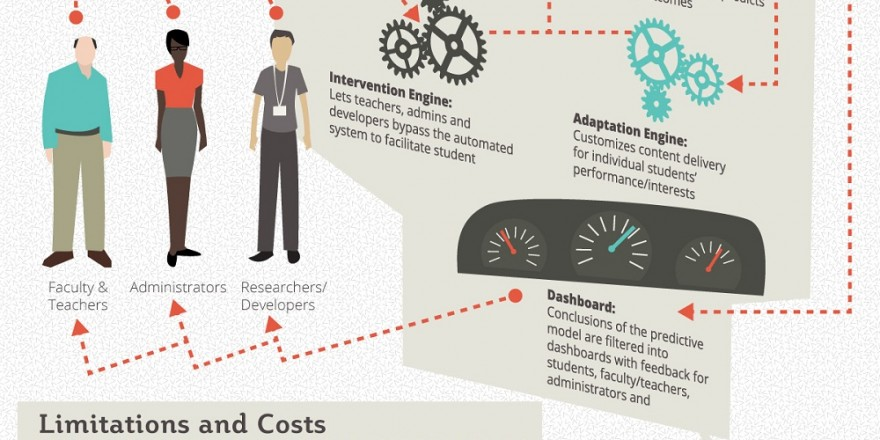 Intervention Engine:
Lets teachers, admins and
developers bypass the automated
system to facilitate student
Adaptation Engine:
Customizes content delivery
for individual students'
performance/interests
Faculty &
Teachers
Administrators
Researchers/
Developers
Dashboard:
Conclusions of the predictive
model are filtered into
dashboards with feedback for
students, faculty/teachers,
administrators and
Limitations and Costs